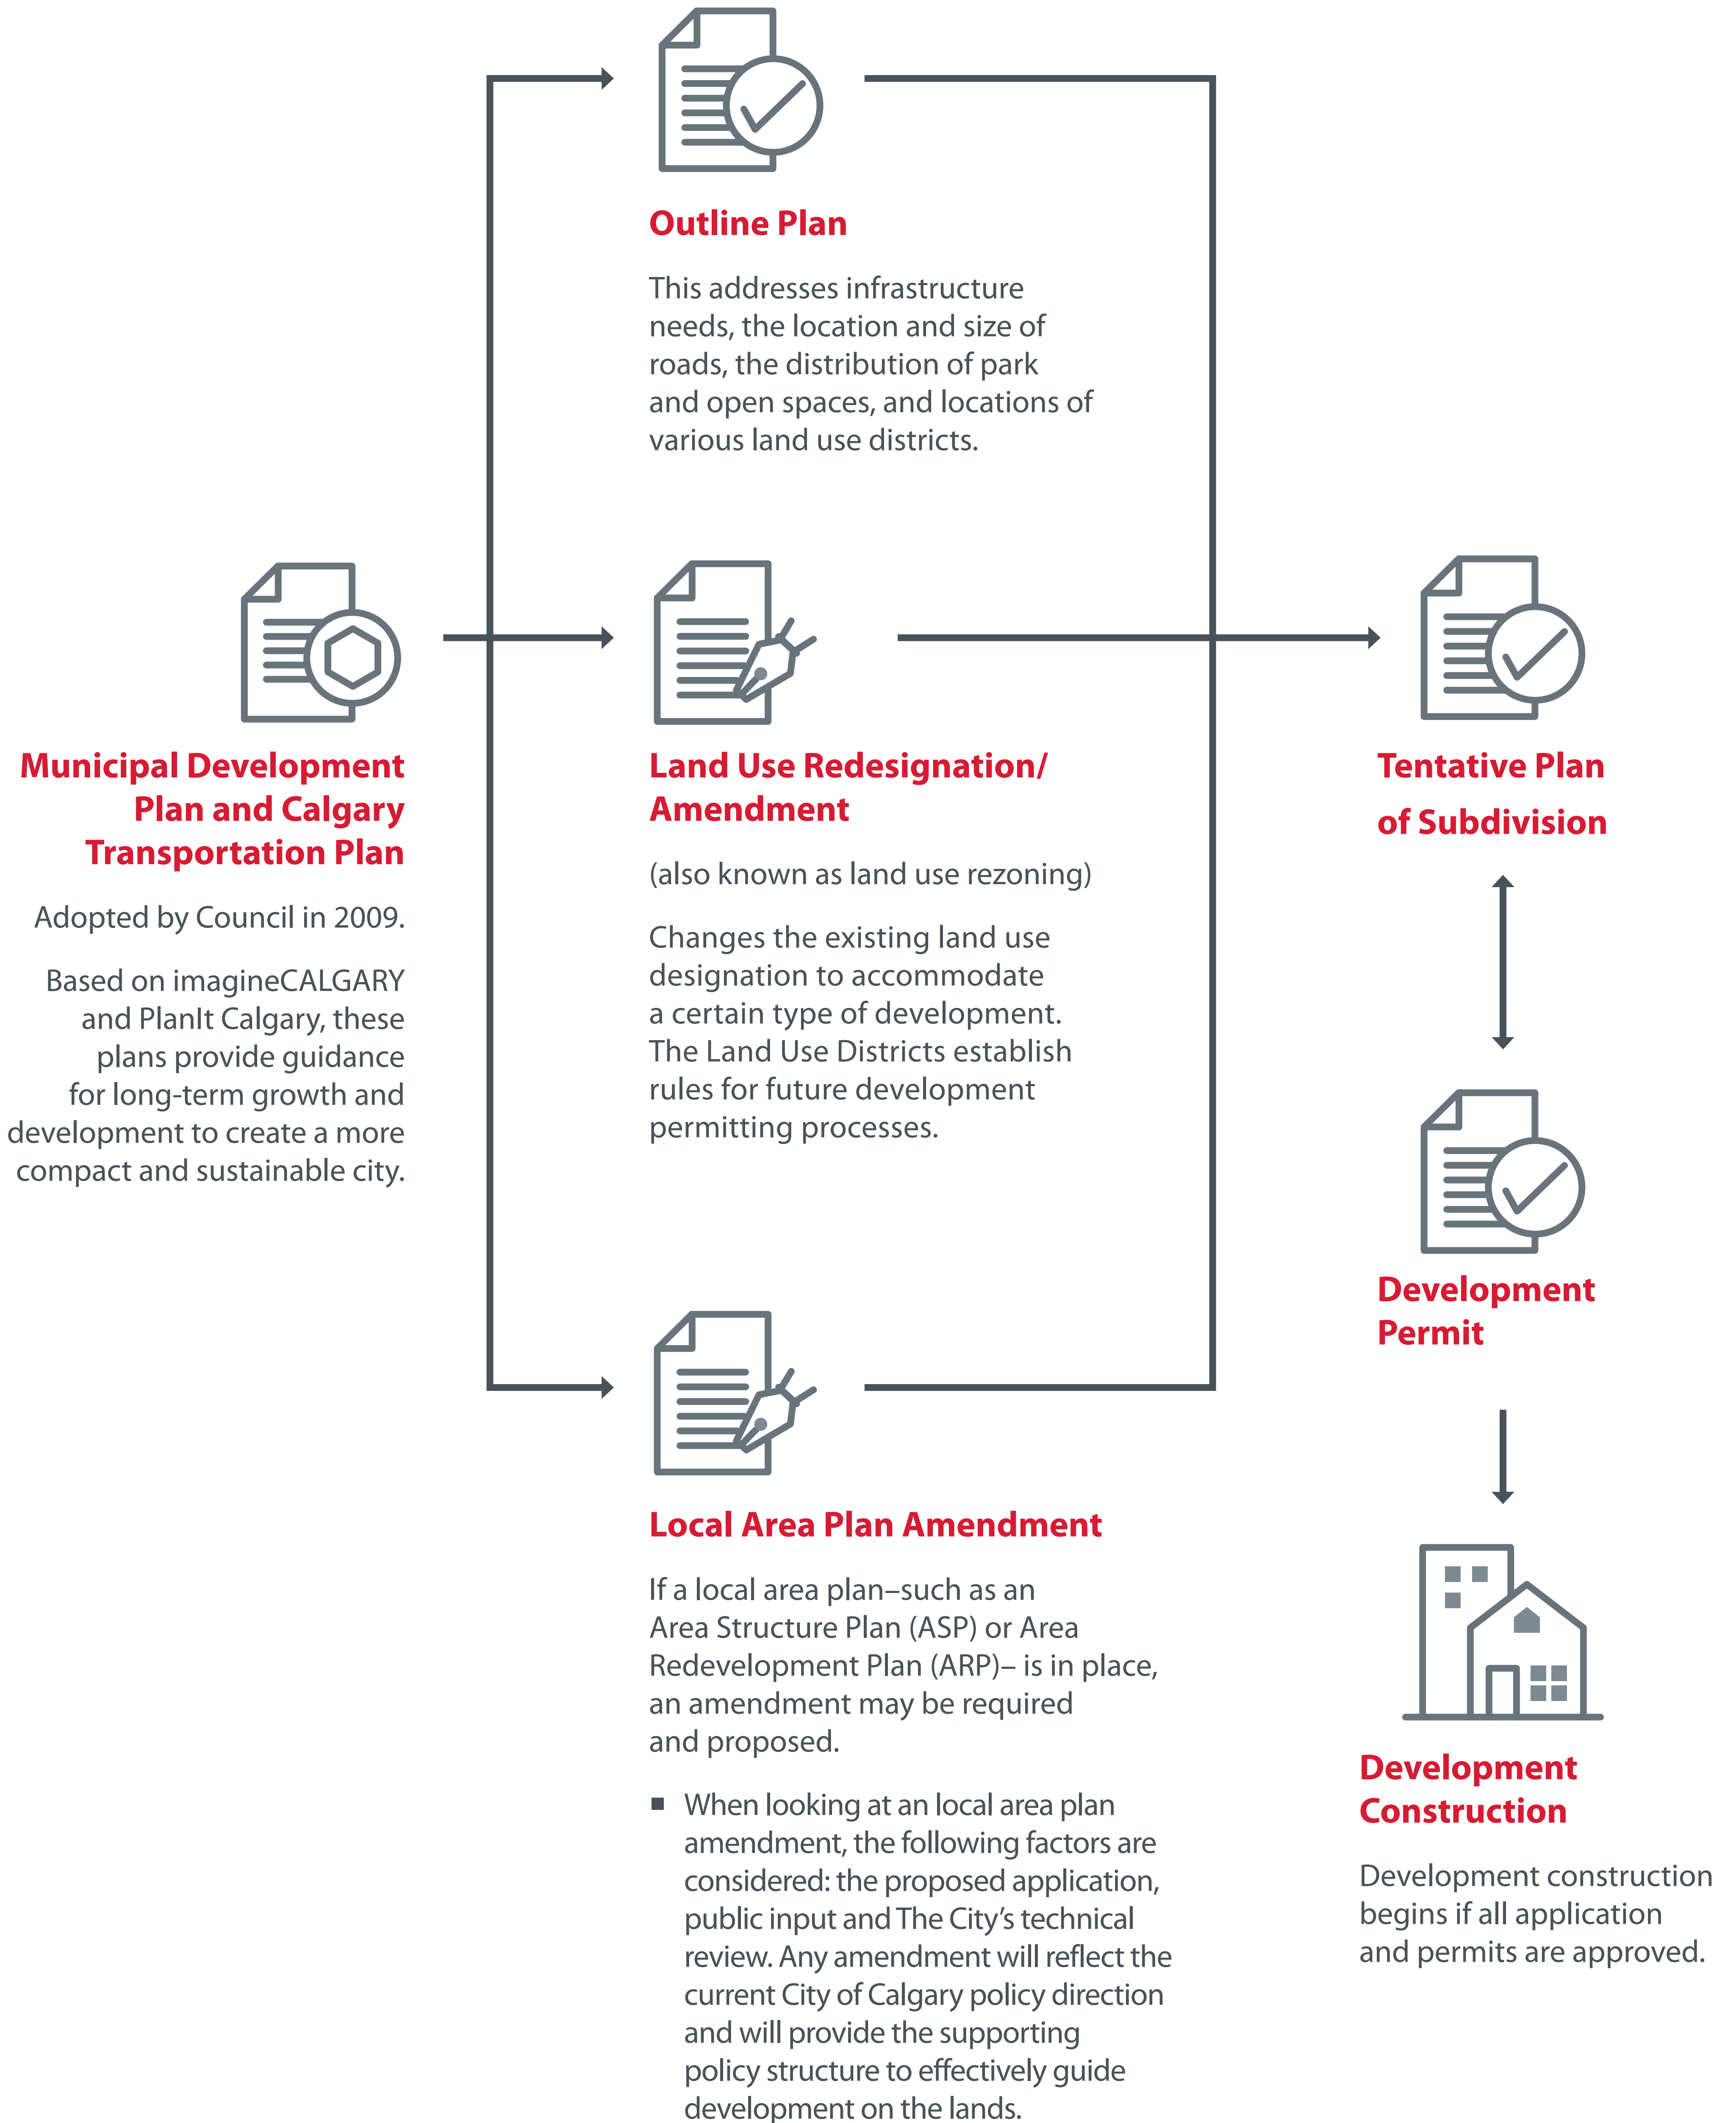 Outline Plan
This addresses infrastructure
needs, the location and size of
roads, the distribution of park
and open spaces, and locations of
various land use districts.
Municipal Development
Plan and Calgary
Transportation Plan
Adopted by Council in 2009.
Based on imagineCALGARY
and PlanIt Calgary, these
plans provide guidance
for long-term growth and
development to create a more
compact and sustainable city.
Land Use Redesignation/
Amendment
(also known as land use rezoning)
Changes the existing land use
designation to accommodate
a certain type of development.
The Land Use Districts establish
rules for future development
permitting processes.
Local Area Plan Amendment
If a local area plan–such as an
Area Structure Plan (ASP) or Area
Redevelopment Plan (ARP)– is in place,
an amendment may be required
and proposed.
■ When looking at an local area plan
amendment, the following factors are
considered: the proposed application,
public input and The City’s technical
review. Any amendment will reflect the
current City of Calgary policy direction
and will provide the supporting
policy structure to effectively guide
development on the lands.
Tentative Plan
of Subdivision
Development
Permit
Development
Construction
Development construction
begins if all application
and permits are approved.